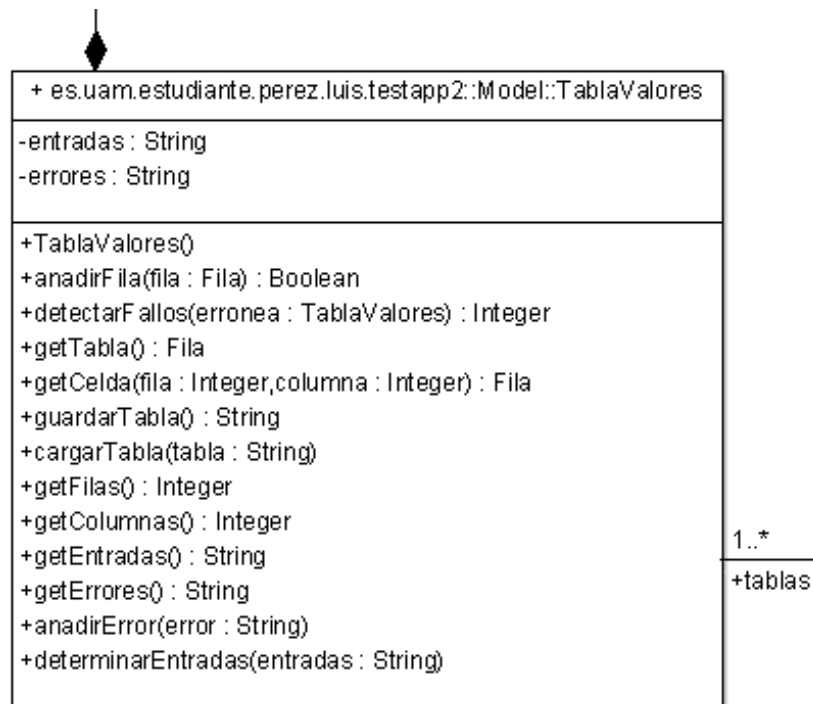 + es.uam.estudiante.perez.luis.testapp2::Model::TablaValores
-entradas : String
-errores : String
+TablaValores()
+anadirFila(fila : Fila) : Boolean
+detectarFallos(erronea : TablaValores) : Integer
+getTabla() : Fila
+getCelda(fila : Integer,columna : Integer) : Fila
+guardarTabla() : String
+cargarTabla(tabla : String)
+getFilas() : Integer
+getColumnas() : Integer
+getEntradas() : String
+getErrores() : String
+anadirError(error : String)
+determinarEntradas(entradas : String)
1..*
+tablas